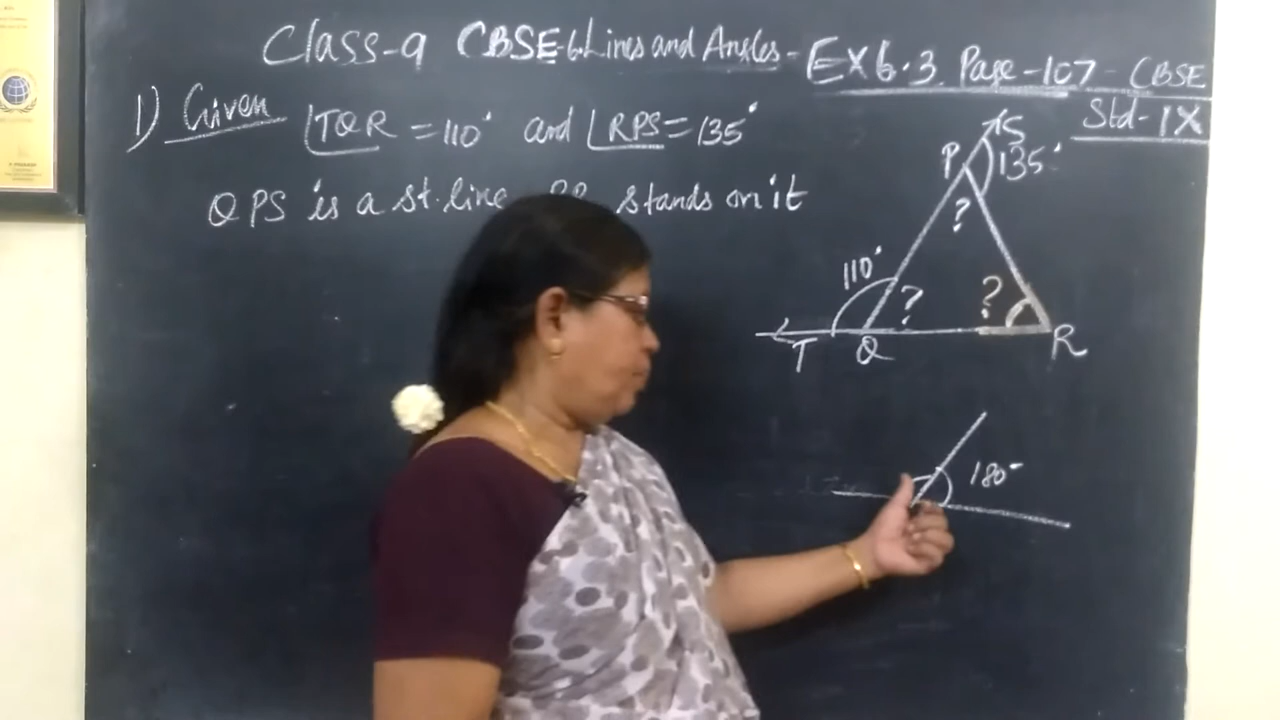 Class-9 CBSE-6.Lines and Angles - EX 6.3 Page-107 - CBSE
Std-IX
1) Given ∠TQR = 110° and ∠RPS = 135°
QPS is a st. line stands on it
S
P
135°
?
110°
?
?
T
Q
R
180°